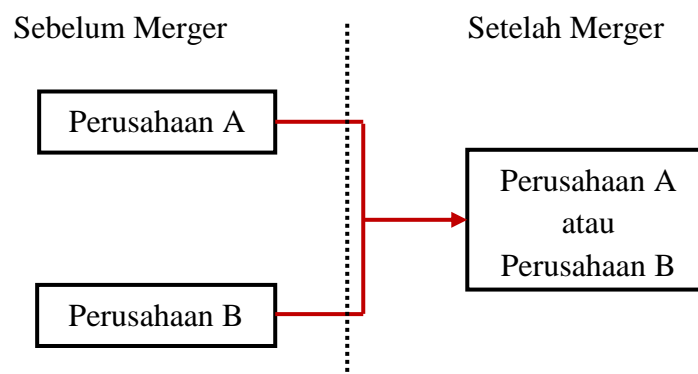 Sebelum Merger
Setelah Merger
Perusahaan A
Perusahaan A
atau
Perusahaan B
Perusahaan B